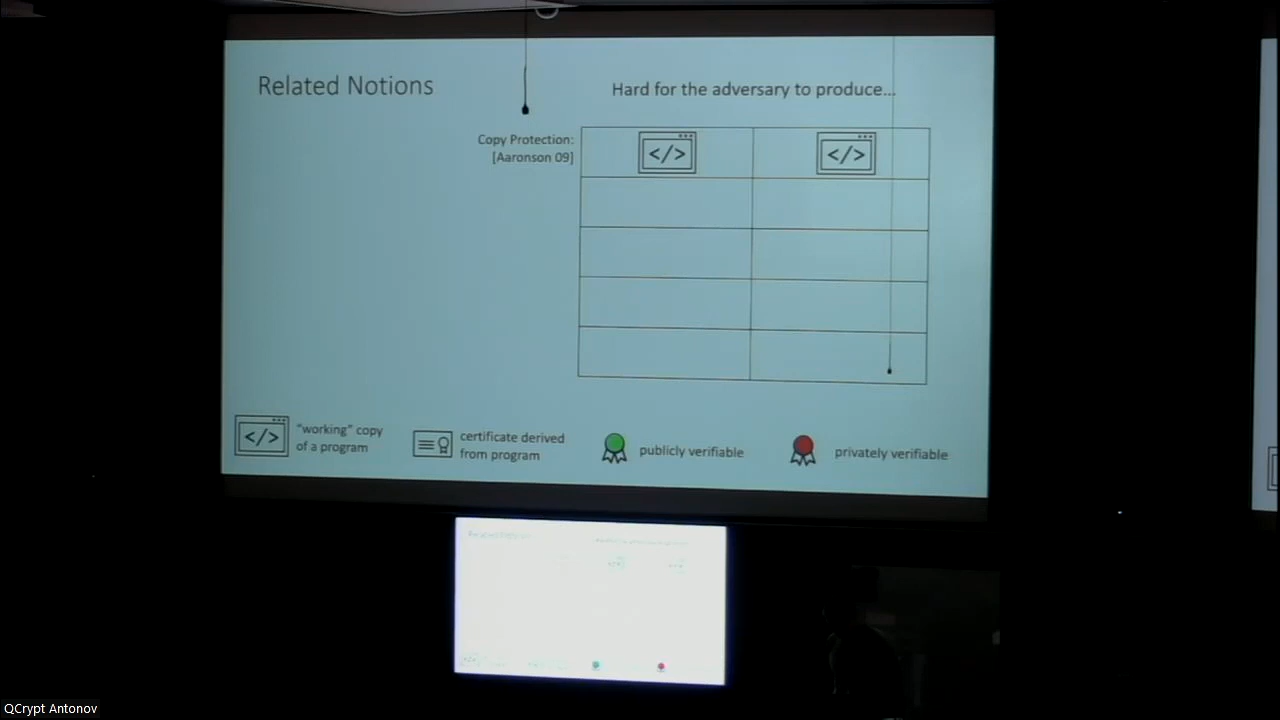 Related Notions
Hard for the adversary to produce...
Copy Protection:
[Aaronson 09]
</>
</>
</>
"working" copy
of a program
certificate derived
from program
publicly verifiable
privately verifiable
QCrypt Antonov